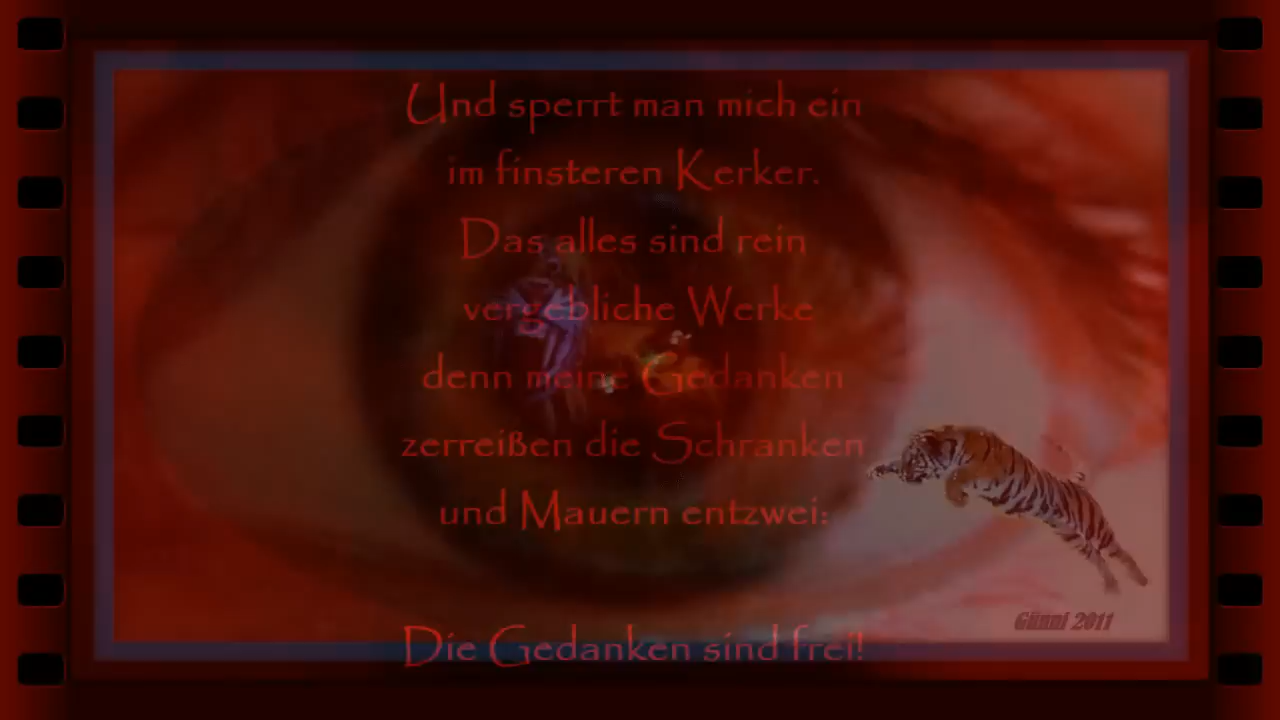 Und sperrt man mich ein
im finsteren Kerker.
Das alles sind rein
vergebliche Werke
denn meine Gedanken
zerreißen die Schranken
und Mauern entzwei:
Die Gedanken sind frei!
Günni 2011